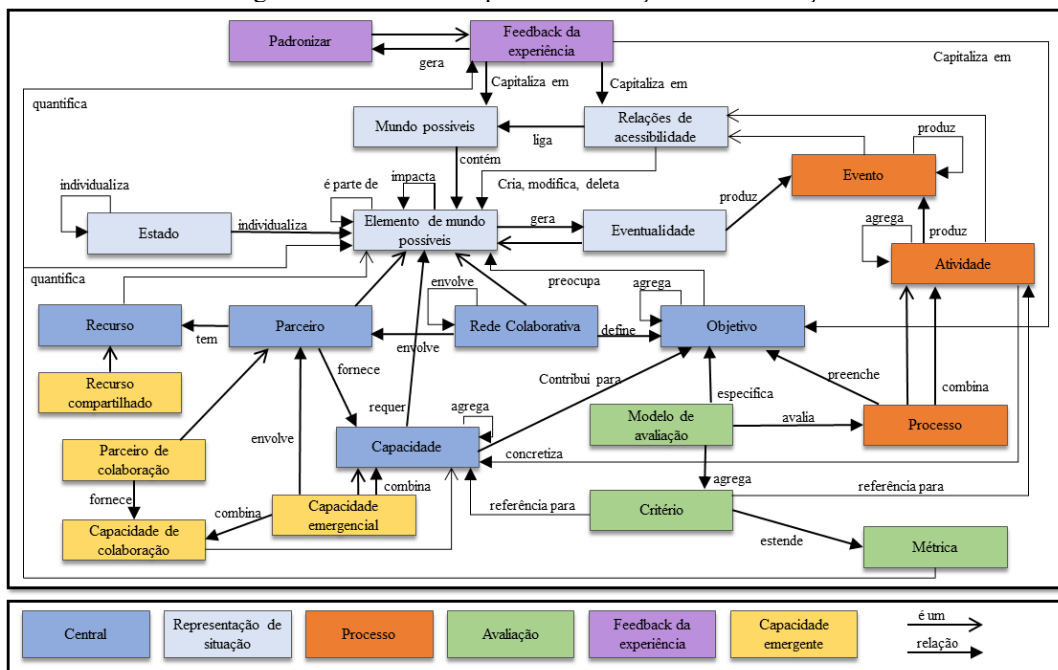 Padronizar
Feedback da
experiência
gera
Capitaliza em
Capitaliza em
Capitaliza em
quantifica
Mundo possíveis
Relações de
acessibilidade
liga
produz
contém
Evento
individualiza
é parte de
impacta
Cria, modifica, deleta
produz
Estado
individualiza
Elemento de mundo
possíveis
gera
Eventualidade
agrega
produz
Atividade
quantifica
envolve
preocupa
agrega
Recurso
Parceiro
Rede Colaborativa
Objetivo
tem
envolve
define
fornece
Contribui para
preenche
Recurso
compartilhado
requer
agrega
especifica
combina
Modelo de
avaliação
avalia
Processo
envolve
Capacidade
Parceiro de
colaboração
concretiza
agrega
fornece
combina
referência para
referência para
Capacidade
emergencial
Critério
combina
Capacidade de
colaboração
estende
Métrica
Central
Representação de
situação
Processo
Avaliação
Feedback da
experiência
Capacidade
emergente
é um
relação